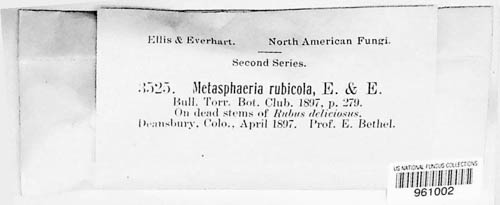 Ellis & Everhart. North American Fungi.
Second Series.
3525. Metasphaeria rubicola, E. & E.
Bull. Torr. Bot. Club. 1897, p. 279.
On dead stems of Rubus deliciosus.
Deansbury, Colo., April 1897. Prof. E. Bethel.
US NATIONAL FUNGUS COLLECTIONS
961002